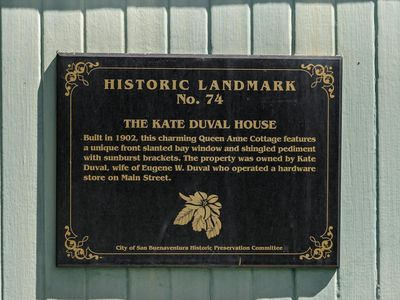 HISTORIC LANDMARK
No. 74
THE KATE DUVAL HOUSE
Built in 1902, this charming Queen Anne Cottage features
a unique front slanted bay window and shingled pediment
with sunburst brackets. The property was owned by Kate
Duval, wife of Eugene W. Duval who operated a hardware
store on Main Street.
City of San Buenaventura Historic Preservation Committee